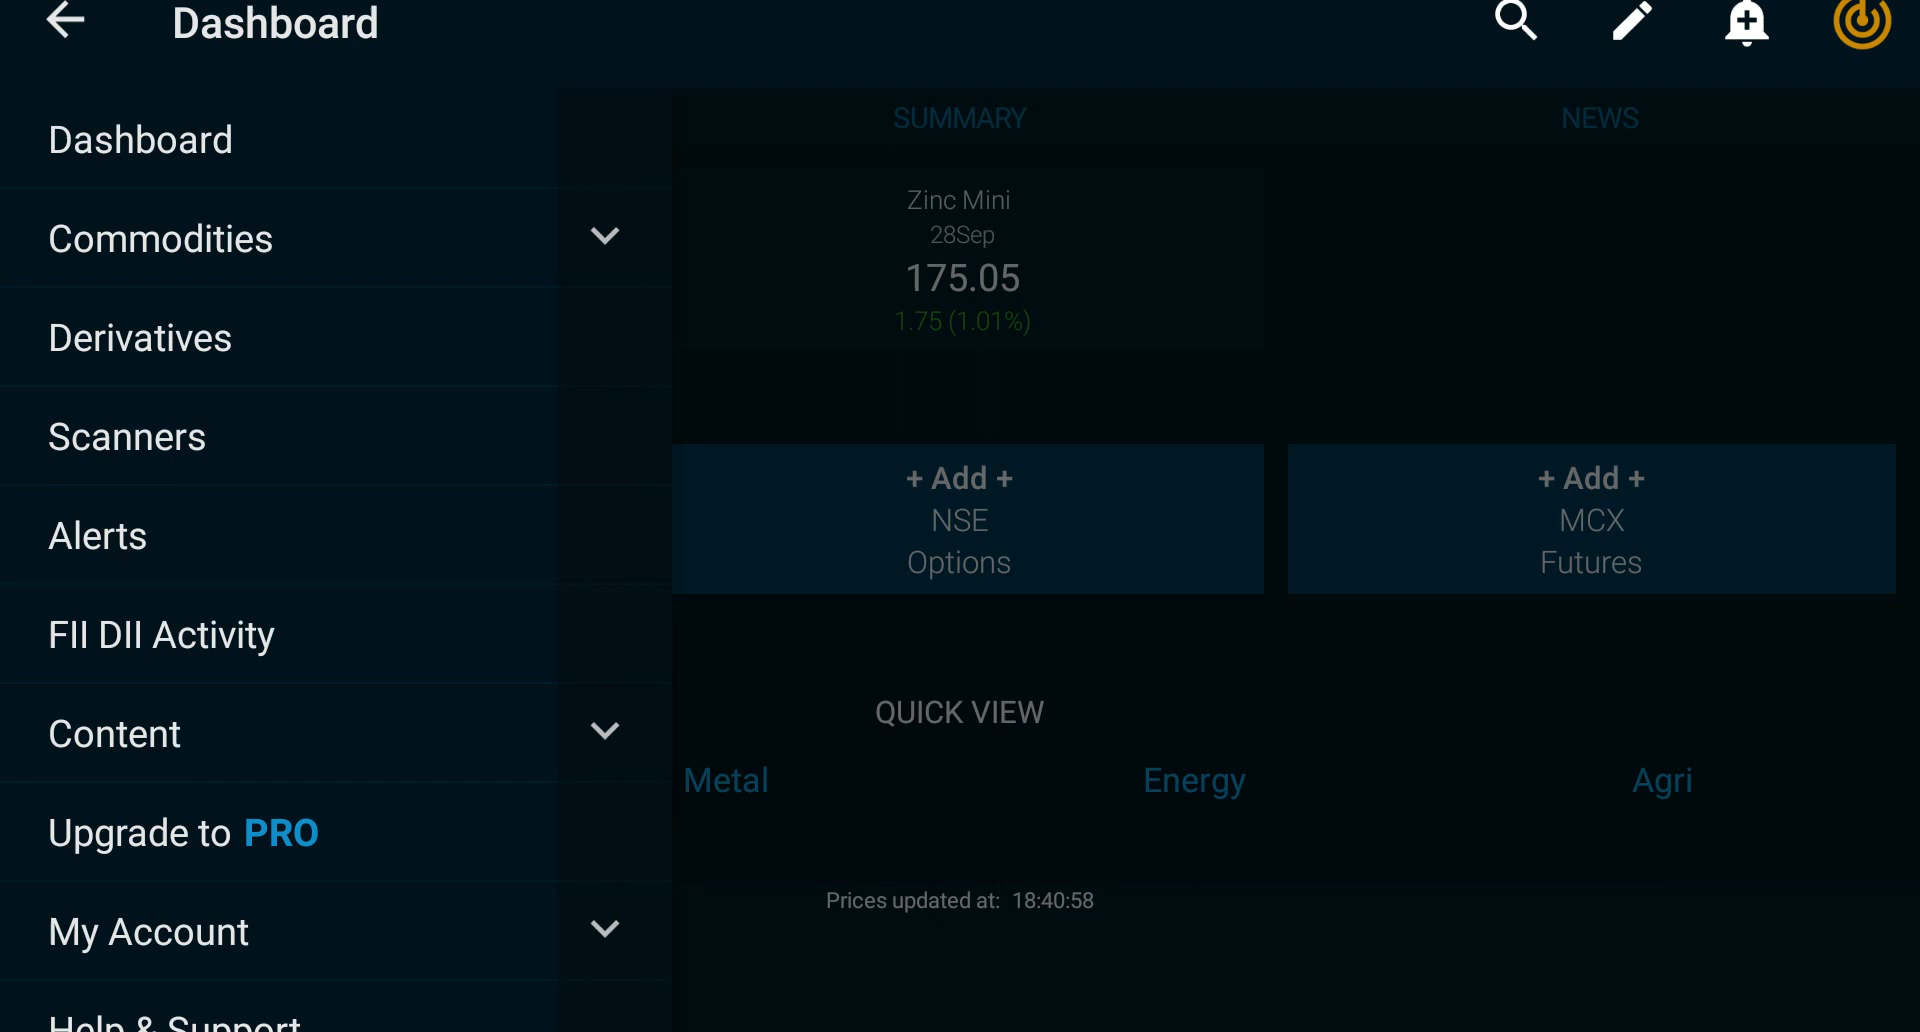 Dashboard
Dashboard
Commodities
Derivatives
Scanners
Alerts
FII DII Activity
Content
Upgrade to PRO
My Account
Help & Support
SUMMARY
NEWS
Zinc Mini
28Sep
175.05
1.75 (1.01%)
+ Add +
NSE
Options
+ Add +
MCX
Futures
QUICK VIEW
Metal
Energy
Agri
Prices updated at: 18:40:58